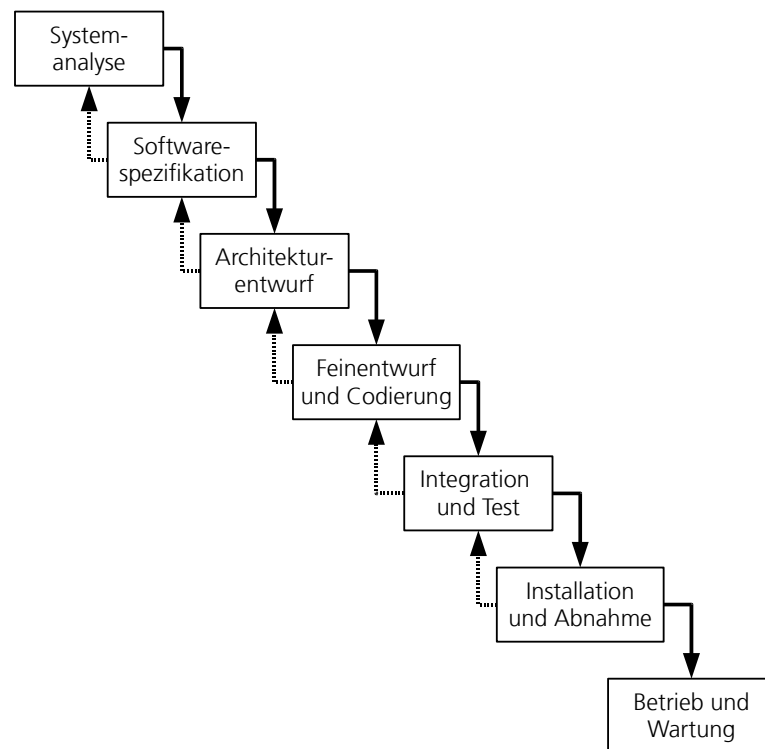 System-
analyse
Software-
spezifikation
Architektur-
entwurf
Feinentwurf
und Codierung
Integration
und Test
Installation
und Abnahme
Betrieb und
Wartung